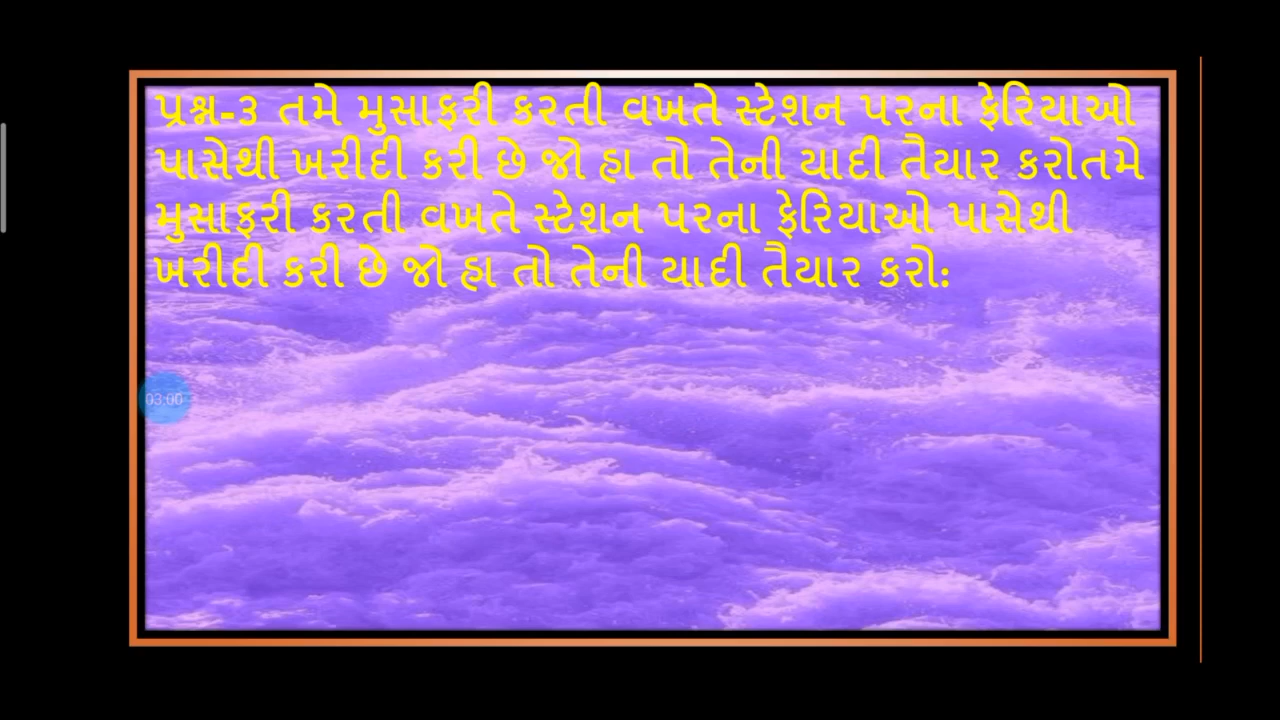 પ્રશ્ન-૩ તમે મુસાફરી કરતી વખતે સ્ટેશન પરના ફેરિયાઓ
પાસેથી ખરીદી કરી છે જો હા તો તેની યાદી તૈયાર કરોતમે
મુસાફરી કરતી વખતે સ્ટેશન પરના ફેરિયાઓ પાસેથી
ખરીદી કરી છે જો હા તો તેની યાદી તૈયાર કરોઃ
03:00